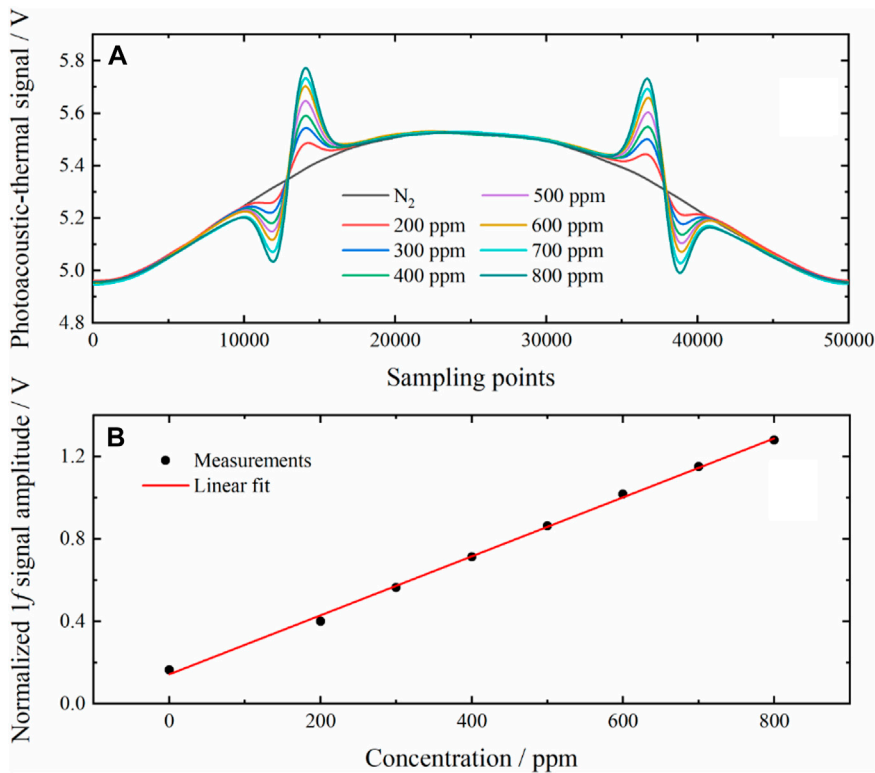 Photoacoustic-thermal signal / V
A
5.8
5.6
5.4
5.2
5.0
4.8
N₂
200 ppm
300 ppm
400 ppm
500 ppm
600 ppm
700 ppm
800 ppm
0 10000 20000 30000 40000 50000
Sampling points
Normalized 1f signal amplitude / V
B
1.2
0.8
0.4
0.0
Measurements
Linear fit
0 200 400 600 800
Concentration / ppm